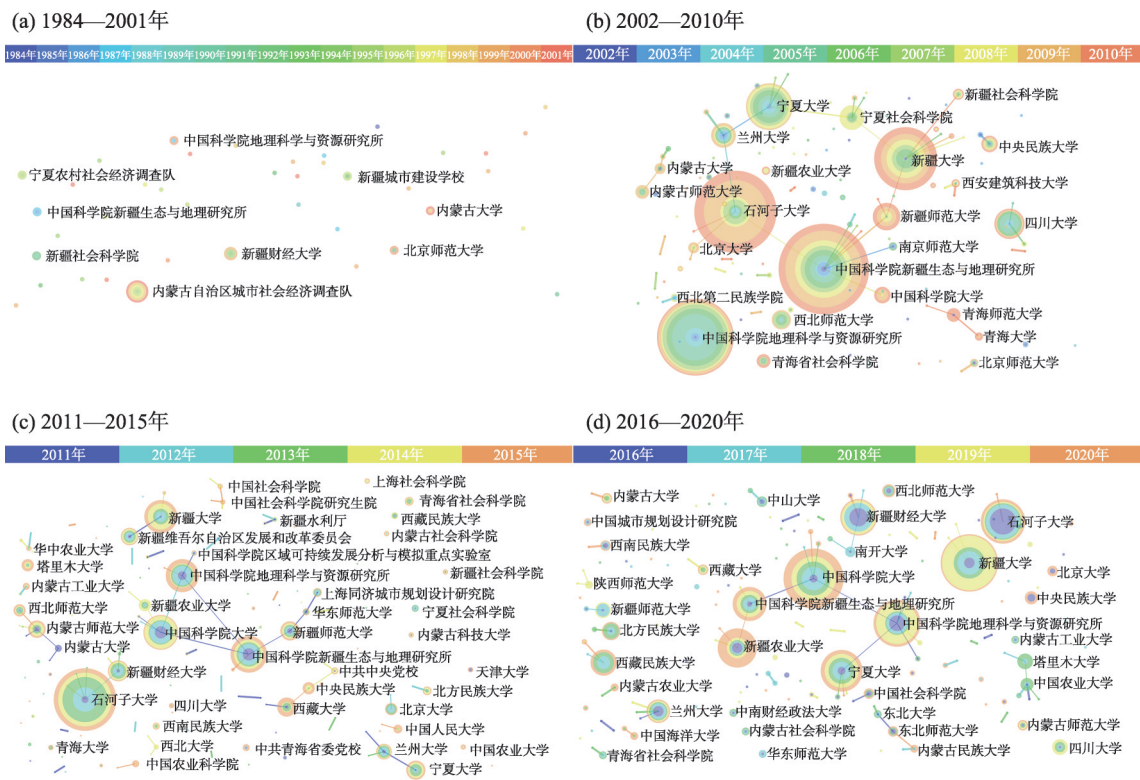 (a) 1984—2001年
1984年 1985年 1986年 1987年 1988年 1989年 1990年 1991年 1992年 1993年 1994年 1995年 1996年 1997年 1998年 1999年 2000年 2001年
中国科学院地理科学与资源研究所
宁夏农村社会经济调查队
新疆城市建设学校
中国科学院新疆生态与地理研究所
内蒙古大学
新疆社会科学院
新疆财经大学
北京师范大学
内蒙古自治区城市社会经济调查队
(b) 2002—2010年
2002年 2003年 2004年 2005年 2006年 2007年 2008年 2009年 2010年
新疆社会科学院
宁夏大学
宁夏社会科学院
兰州大学
中央民族大学
新疆大学
内蒙古大学
新疆农业大学
西安建筑科技大学
内蒙古师范大学
石河子大学
新疆师范大学
四川大学
北京大学
南京师范大学
中国科学院新疆生态与地理研究所
西北第二民族学院
中国科学院大学
西北师范大学
青海师范大学
中国科学院地理科学与资源研究所
青海大学
青海省社会科学院
北京师范大学
(c) 2011—2015年
2011年 2012年 2013年 2014年 2015年
中国社会科学院
上海社会科学院
中国社会科学院研究生院
青海省社会科学院
新疆大学
新疆水利厅
西藏民族大学
新疆维吾尔自治区发展和改革委员会
内蒙古社会科学院
华中农业大学
中国科学院区域可持续发展分析与模拟重点实验室
塔里木大学
中国科学院地理科学与资源研究所
新疆社会科学院
内蒙古工业大学
上海同济城市规划设计研究院
西北师范大学
新疆农业大学
华东师范大学
宁夏社会科学院
内蒙古师范大学
中国科学院大学
新疆师范大学
内蒙古科技大学
内蒙古大学
中国科学院新疆生态与地理研究所
新疆财经大学
中共中央党校
天津大学
石河子大学
中央民族大学
北方民族大学
四川大学
西藏大学
北京大学
西南民族大学
中国人民大学
青海大学
西北大学
中共青海省委党校
兰州大学
中国农业大学
中国农业科学院
宁夏大学
(d) 2016—2020年
2016年 2017年 2018年 2019年 2020年
内蒙古大学
中山大学
西北师范大学
中国城市规划设计研究院
新疆财经大学
石河子大学
西南民族大学
南开大学
西藏大学
新疆大学
北京大学
陕西师范大学
中国科学院大学
中央民族大学
新疆师范大学
中国科学院新疆生态与地理研究所
北方民族大学
中国科学院地理科学与资源研究所
新疆农业大学
内蒙古工业大学
西藏民族大学
宁夏大学
塔里木大学
内蒙古农业大学
中国社会科学院
中国农业大学
兰州大学
中南财经政法大学
东北大学
内蒙古师范大学
中国海洋大学
内蒙古社会科学院
东北师范大学
青海省社会科学院
华东师范大学
内蒙古民族大学
四川大学